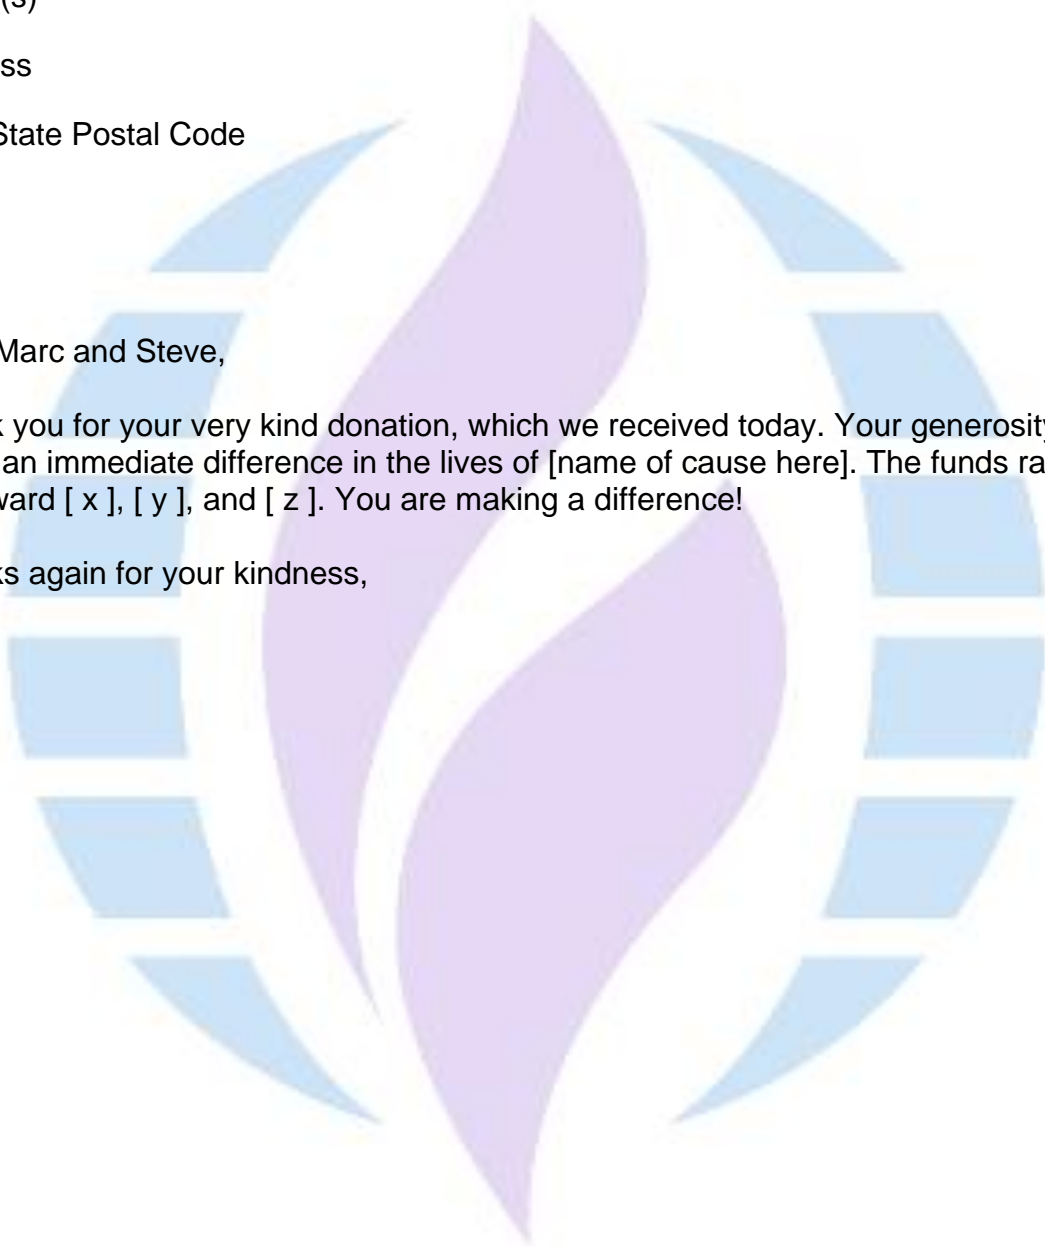 (s)
ss
State Postal Code
Marc and Steve,
k you for your very kind donation, which we received today. Your generosity
an immediate difference in the lives of [name of cause here]. The funds ra
ward [ x ], [ y ], and [ z ]. You are making a difference!
ks again for your kindness,